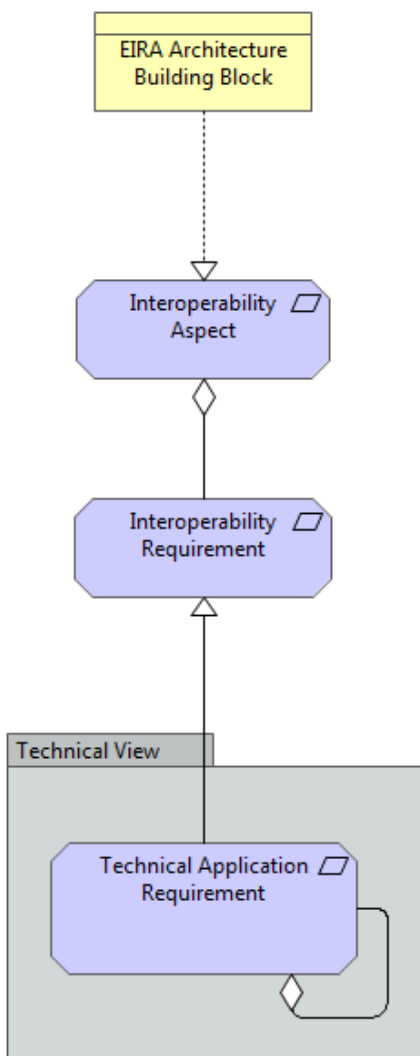 EIRA Architecture
Building Block
Interoperability
Aspect
Interoperability
Requirement
Technical View
Technical Application
Requirement